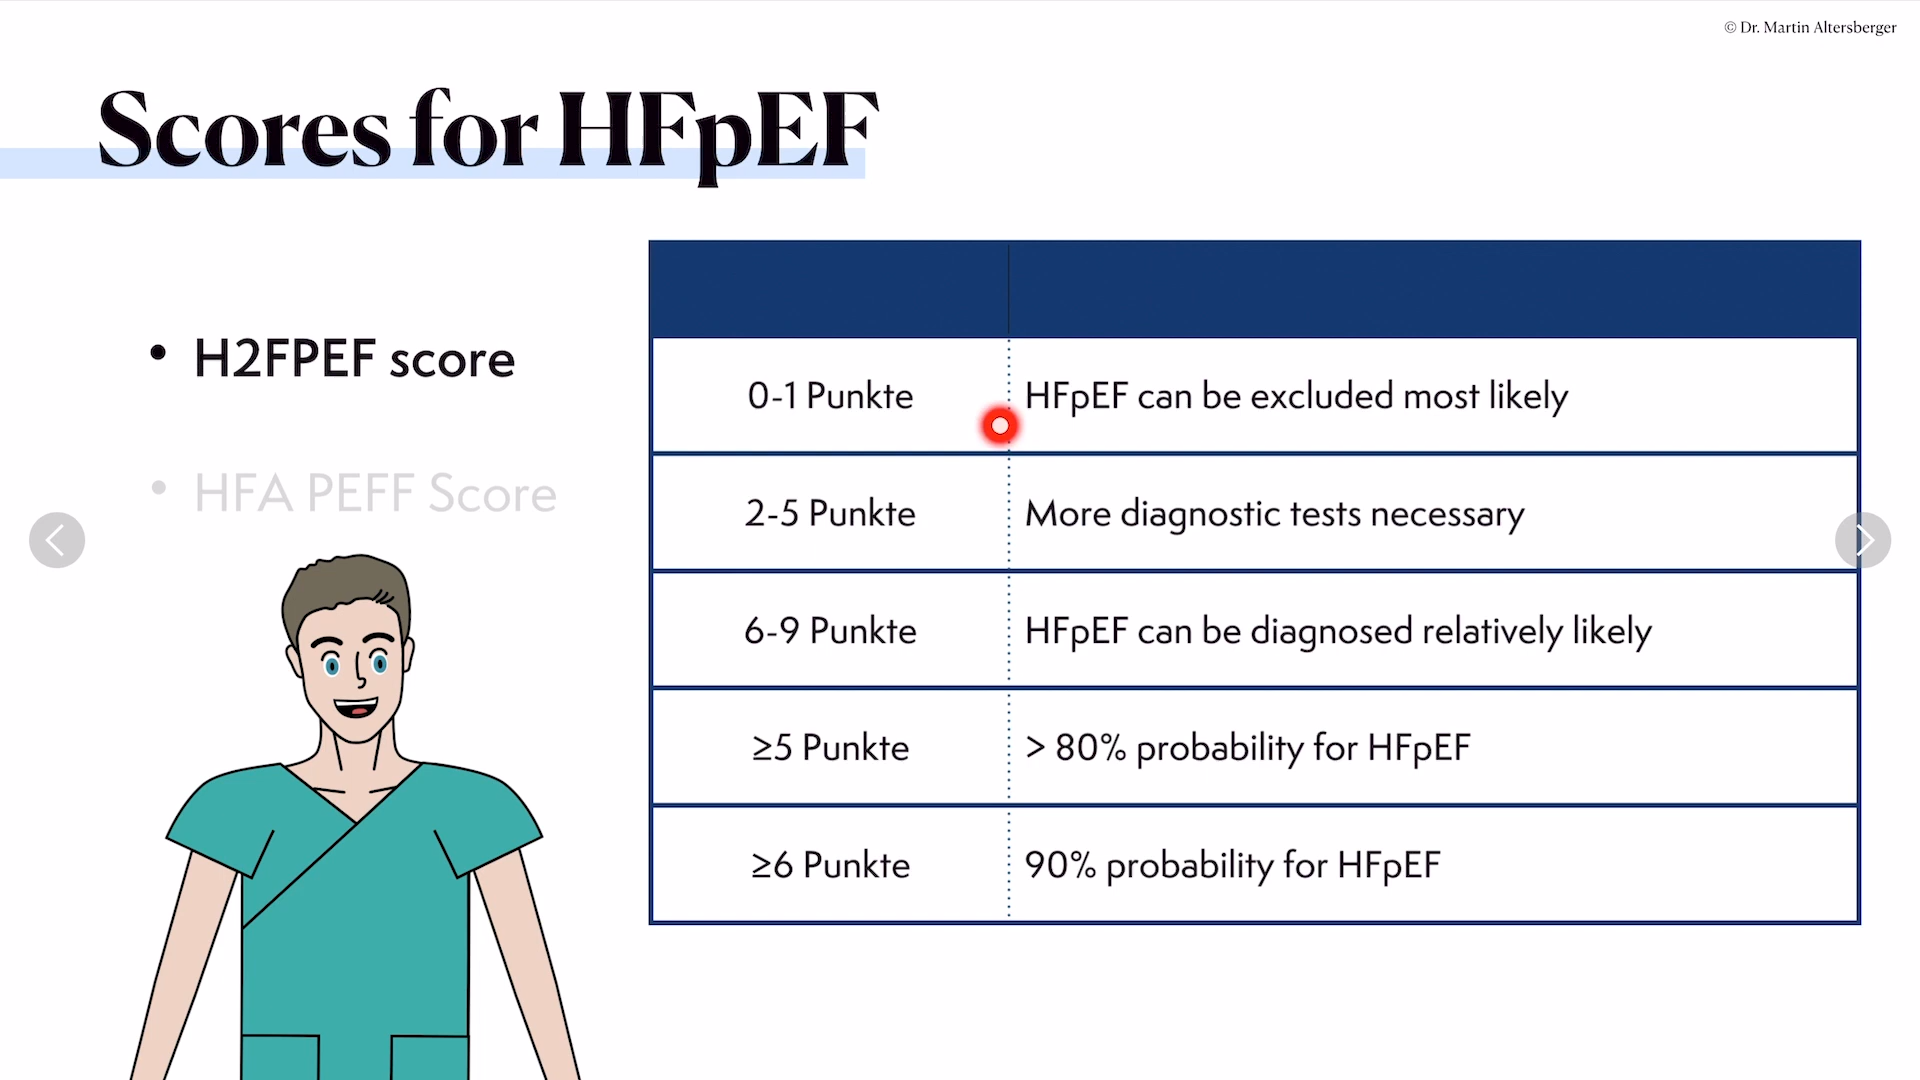 © Dr. Martin Altersberger
Scores for HFpEF
• H2FPEF score
• HFA PEFF Score
0-1 Punkte HFpEF can be excluded most likely
2-5 Punkte More diagnostic tests necessary
6-9 Punkte HFpEF can be diagnosed relatively likely
≥5 Punkte > 80% probability for HFpEF
≥6 Punkte 90% probability for HFpEF